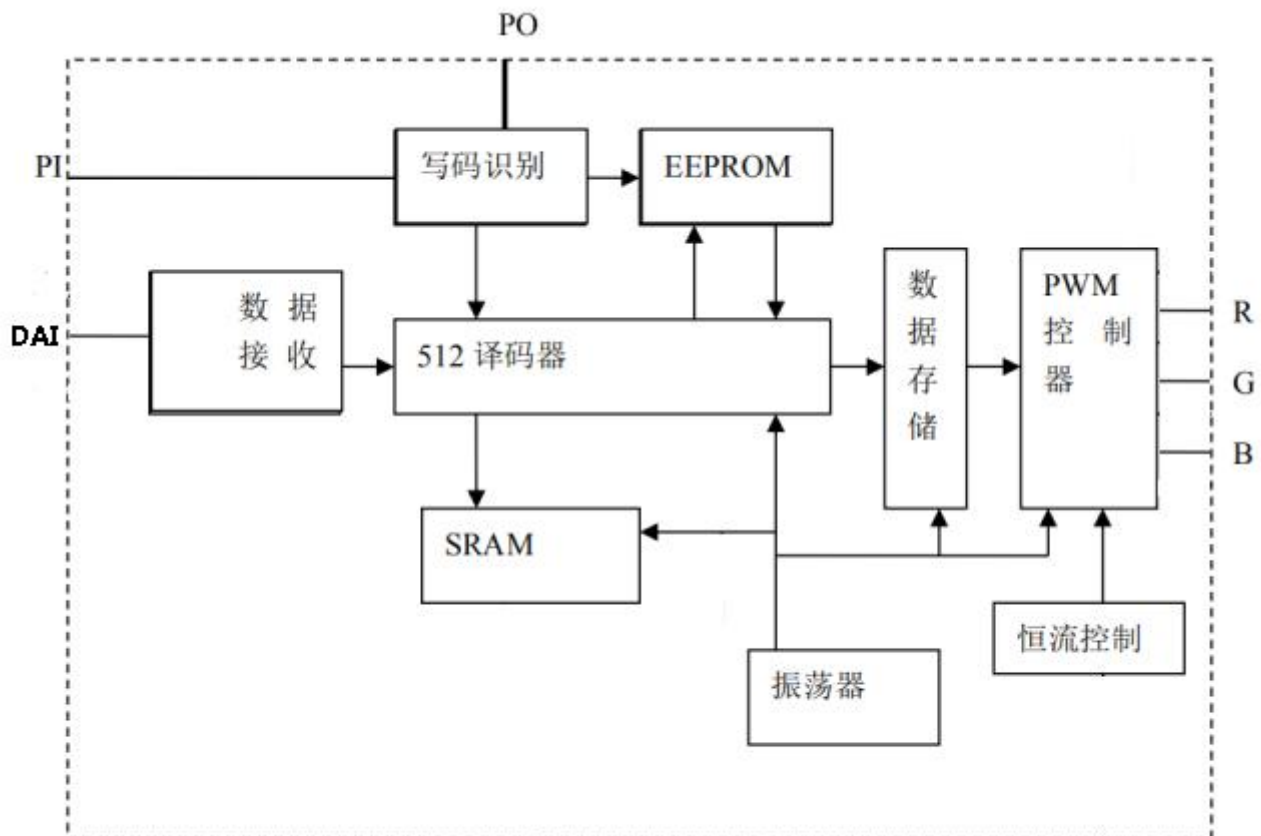 PO
PI
写码识别
EEPROM
数 据
接 收
DAI
512 译码器
数
据
存
储
PWM
控 制
器
R
G
B
SRAM
恒流控制
振荡器